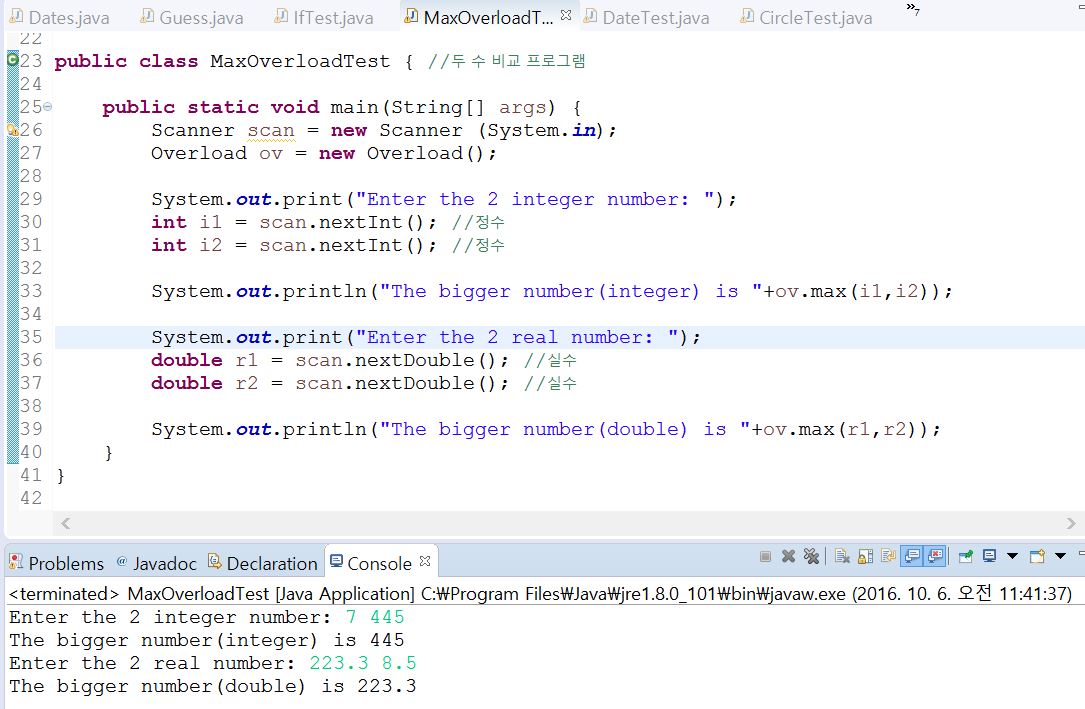 Dates.java Guess.java IfTest.java MaxOverloadT... DateTest.java CircleTest.java »7
22
23 public class MaxOverloadTest { //두 수 비교 프로그램
24
25 public static void main(String[] args) {
26 Scanner scan = new Scanner (System.in);
27 Overload ov = new Overload();
28
29 System.out.print("Enter the 2 integer number: ");
30 int i1 = scan.nextInt(); //정수
31 int i2 = scan.nextInt(); //정수
32
33 System.out.println("The bigger number(integer) is "+ov.max(i1,i2));
34
35 System.out.print("Enter the 2 real number: ");
36 double r1 = scan.nextDouble(); //실수
37 double r2 = scan.nextDouble(); //실수
38
39 System.out.println("The bigger number(double) is "+ov.max(r1,r2));
40 }
41 }
42
Problems @ Javadoc Declaration Console
<terminated> MaxOverloadTest [Java Application] C:₩Program Files₩Java₩jre1.8.0_101₩bin₩javaw.exe (2016. 10. 6. 오전 11:41:37)
Enter the 2 integer number: 7 445
The bigger number(integer) is 445
Enter the 2 real number: 223.3 8.5
The bigger number(double) is 223.3